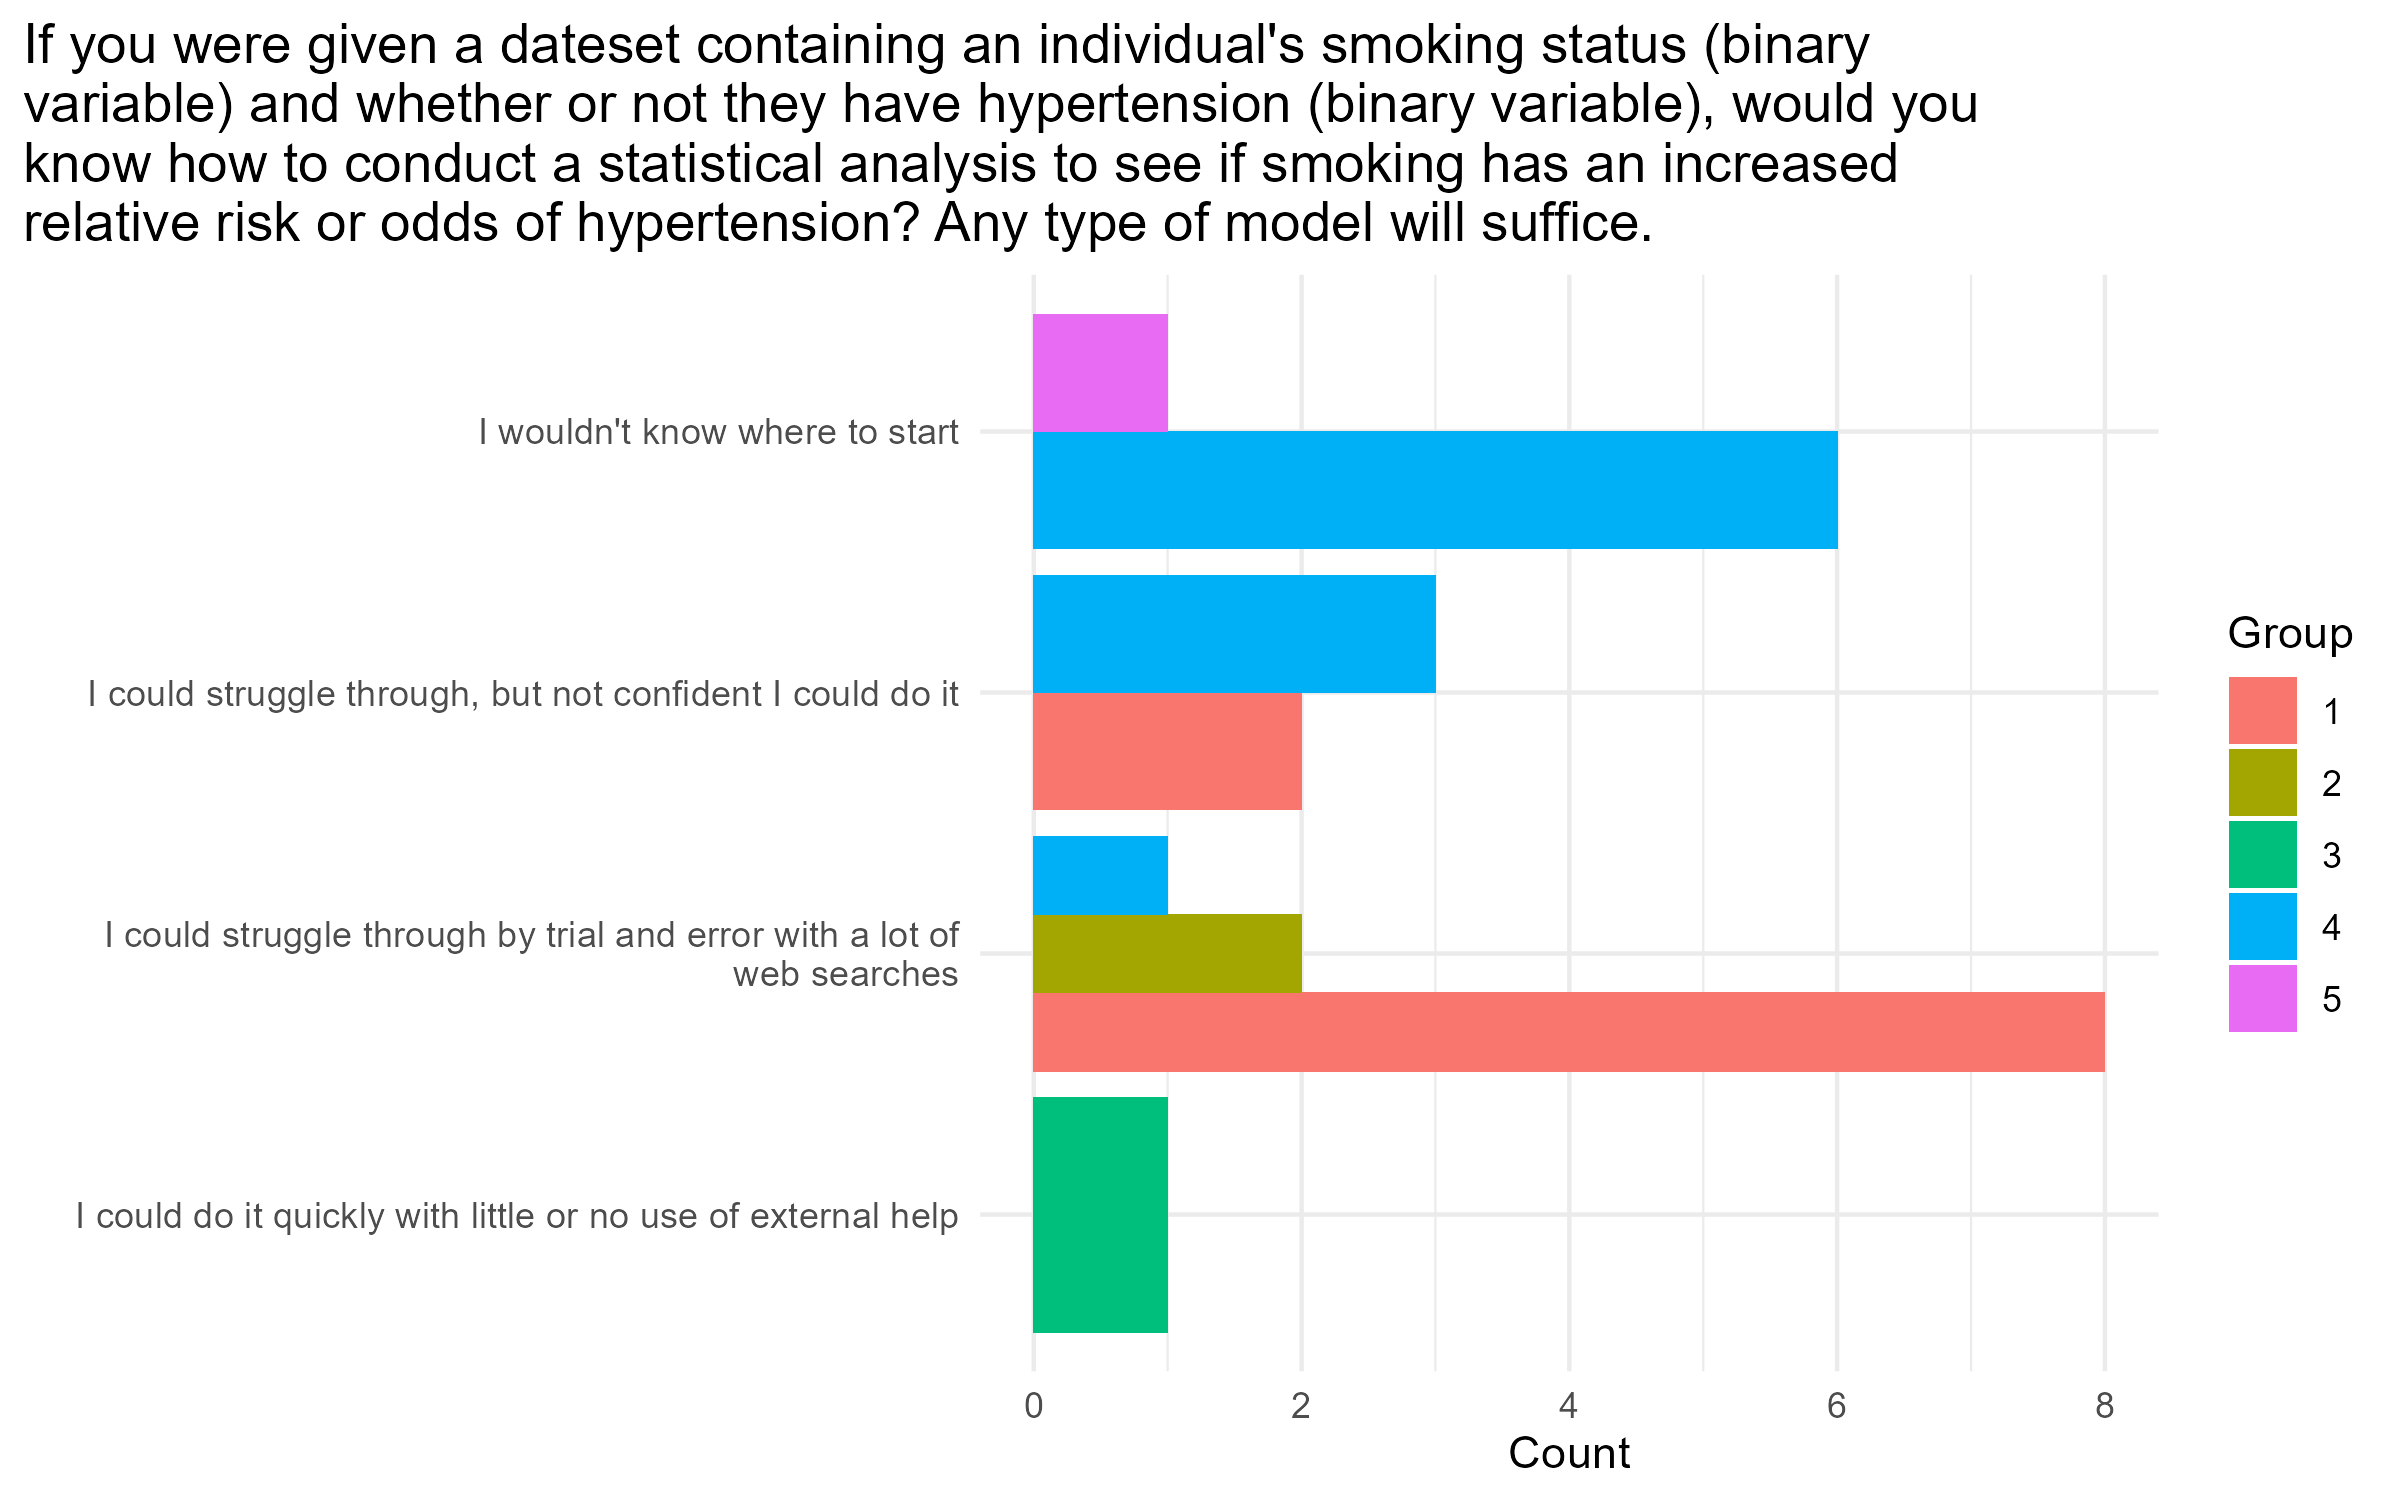 If you were given a dateset containing an individual's smoking status (binary
variable) and whether or not they have hypertension (binary variable), would you
know how to conduct a statistical analysis to see if smoking has an increased
relative risk or odds of hypertension? Any type of model will suffice.
I wouldn't know where to start
I could struggle through, but not confident I could do it
I could struggle through by trial and error with a lot of
web searches
I could do it quickly with little or no use of external help
0 2 4 6 8
Count
Group
1
2
3
4
5